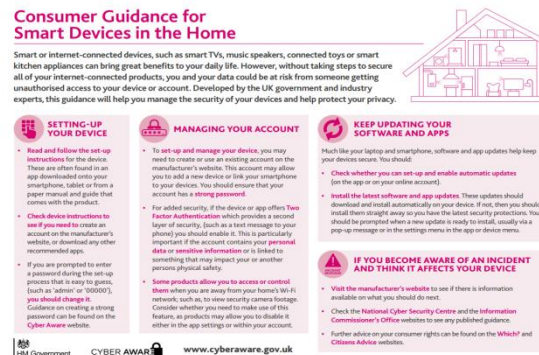 Consumer Guidance for
Smart Devices in the Home
Smart or internet-connected devices, such as smart TVs, music speakers, connected toys or smart
kitchen appliances can bring great benefits to your daily life. However, without taking steps to secure
all of your internet-connected products, you and your data could be at risk from someone getting
unauthorised access to your device or account. Developed by the UK government and industry
experts, this guidance will help you manage the security of your devices and help protect your privacy.
SETTING-UP
YOUR DEVICE
• Read and follow the set-up
instructions for the device.
These are often found in an
app downloaded onto your
smartphone, tablet or from a
paper manual and guide that
comes with the product.
• Check device instructions to
see if you need to create an
account on the manufacturer's
website, or download any other
recommended apps.
• If you are prompted to enter
a password during the set-up
process that is easy to guess,
(such as 'admin' or '00000'),
you should change it.
Guidance on creating a strong
password can be found on the
Cyber Aware website.
MANAGING YOUR ACCOUNT
• To set-up and manage your device, you may
need to create or use an existing account on the
manufacturer's website. This account may allow
you to add a new device or link your smartphone
to your devices. You should ensure that your
account has a strong password.
• For added security, if the device or app offers Two
Factor Authentication which provides a second
layer of security, (such as a text message to your
phone) you should enable it. This is particularly
important if the account contains your personal
data or sensitive information or is linked to
something that may impact your or another
persons physical safety.
• Some products allow you to access or control
them when you are away from your home's Wi-Fi
network; such as, to view security camera footage.
Consider whether you need to make use of this
feature, as products may allow you to disable it
either in the app settings or within your account.
KEEP UPDATING YOUR
SOFTWARE AND APPS
Much like your laptop and smartphone, software and app updates help keep
your devices secure. You should:
• Check whether you can set-up and enable automatic updates
(on the app or on your online account).
• Install the latest software and app updates. These updates should
download and install automatically on your device. If not, then you should
install them straight away so you have the latest security protections. You
should be prompted when a new update is ready to install, usually via a
pop-up message or in the settings menu in the app or device menu.
IF YOU BECOME AWARE OF AN INCIDENT
AND THINK IT AFFECTS YOUR DEVICE
• Visit the manufacturer's website to see if there is information
available on what you should do next.
• Check the National Cyber Security Centre and the Information
Commissioner's Office websites to see any published guidance.
• Further advice on your consumer rights can be found on the Which? and
Citizens Advice websites.
HM Government
CYBER AWARE
www.cyberaware.gov.uk